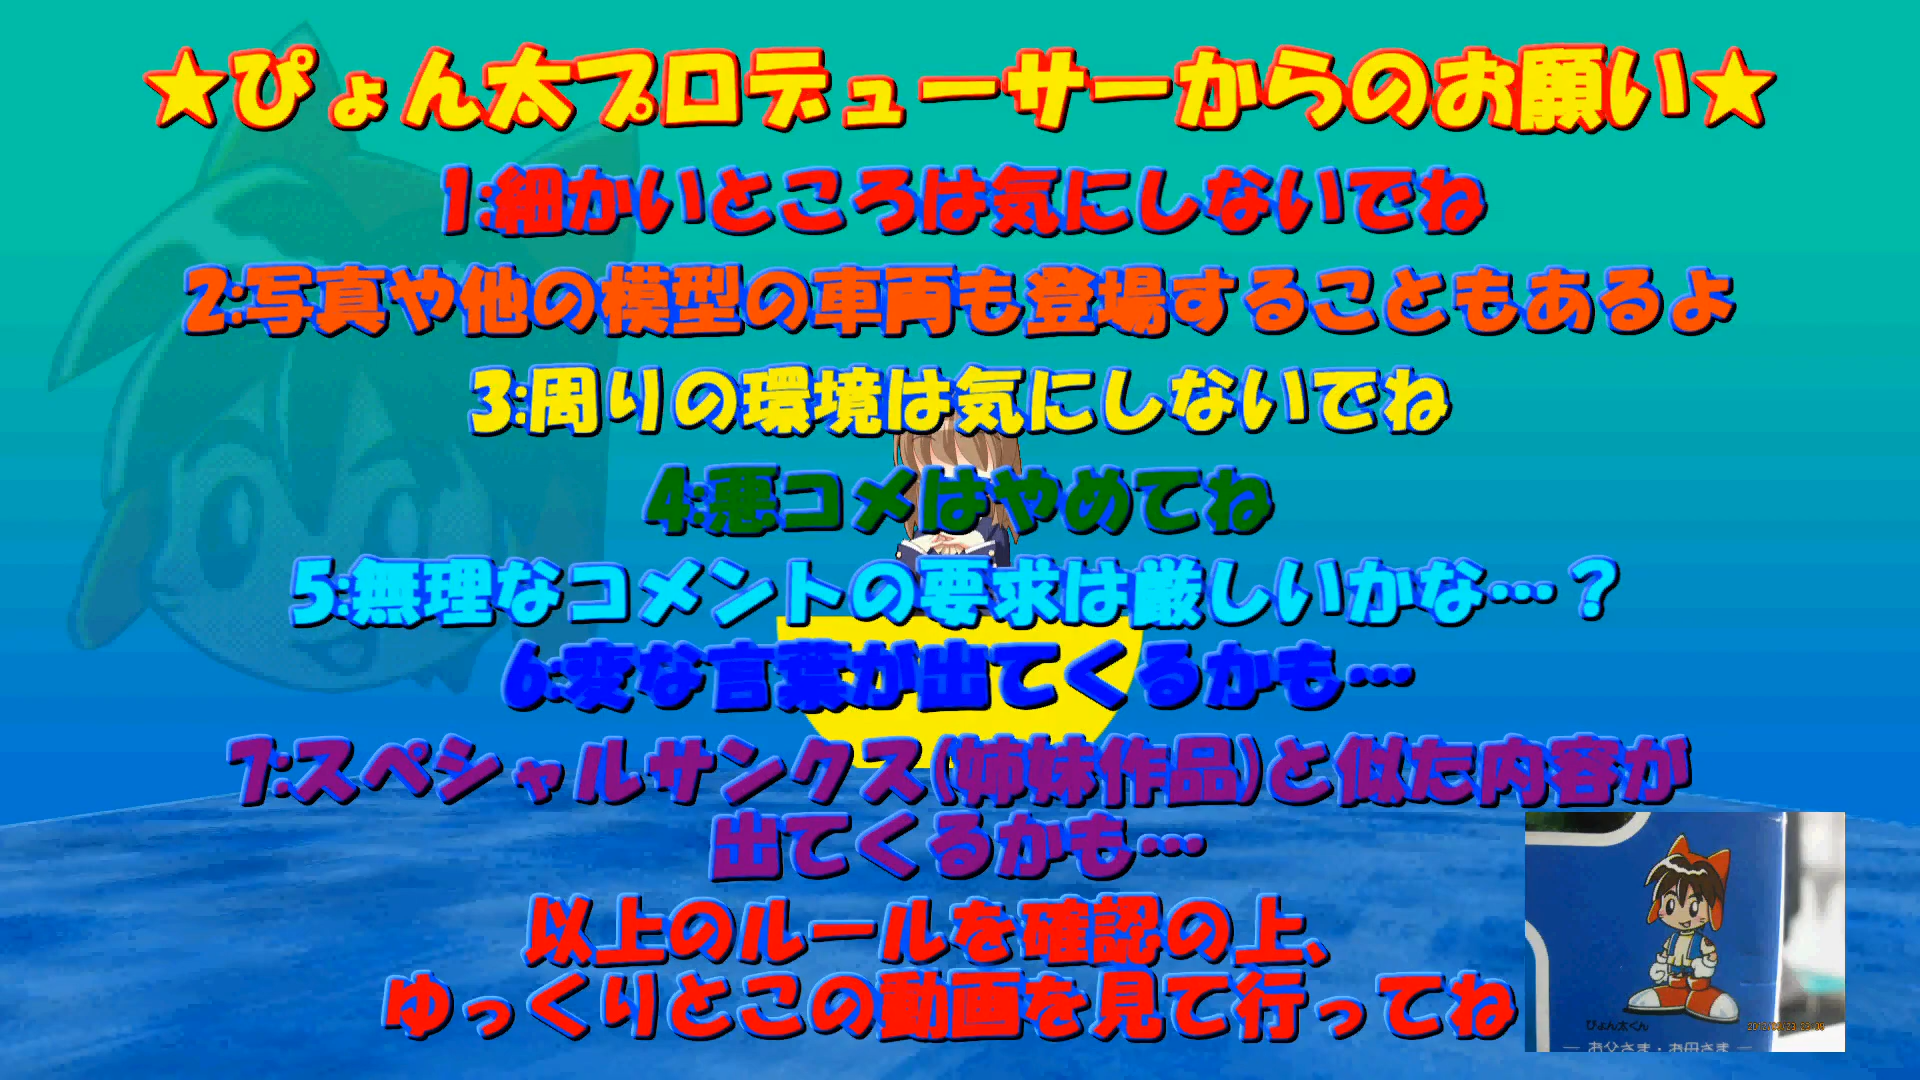 ★ぴょん太プロデューサーからのお願い★
1:細かいところは気にしないでね
2:写真や他の模型の車両も登場することもあるよ
3:周りの環境は気にしないでね
4:悪コメはやめてね
5:無理なコメントの要求は厳しいかな…？
6:変な言葉が出てくるかも…
7:スペシャルサンクス(姉妹作品)と似た内容が
出てくるかも…
以上のルールを確認の上、
ゆっくりとこの動画を見て行ってね
ぴょん太くん
― お父さま・お母さま ―